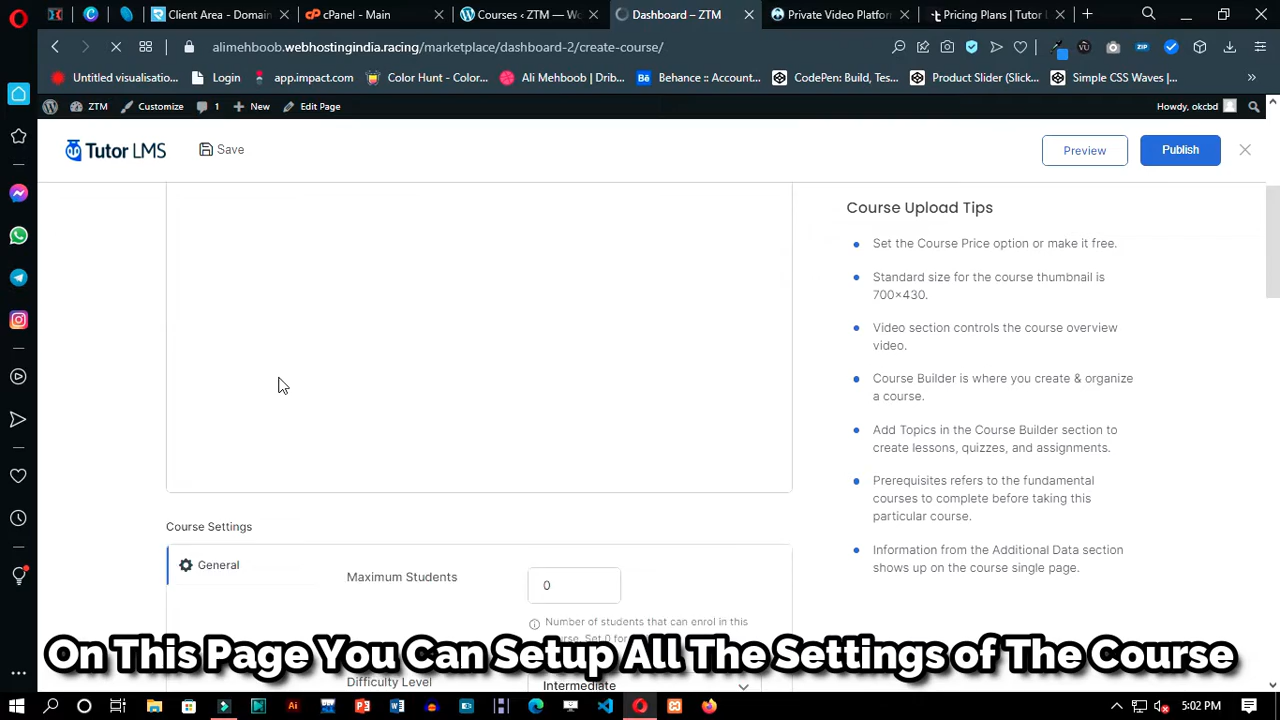 Client Area - Domain
cPanel - Main
Courses ‹ ZTM — Wo
Dashboard – ZTM
Private Video Platfor
Pricing Plans | Tutor L
alimehboob.webhostingindia.racing/marketplace/dashboard-2/create-course/
Untitled visualisatio...
Login
app.impact.com
Color Hunt - Color...
Ali Mehboob | Drib...
Behance :: Account...
CodePen: Build, Tes...
Product Slider (Slick...
Simple CSS Waves |...
ZTM
Customize
1
New
Edit Page
Howdy, okcbd
Tutor LMS
Save
Preview
Publish
Course Upload Tips
Set the Course Price option or make it free.
Standard size for the course thumbnail is
700×430.
Video section controls the course overview
video.
Course Builder is where you create & organize
a course.
Add Topics in the Course Builder section to
create lessons, quizzes, and assignments.
Prerequisites refers to the fundamental
courses to complete before taking this
particular course.
Information from the Additional Data section
shows up on the course single page.
Course Settings
General
Maximum Students
0
Number of students that can enrol in this
On This Page You Can Setup All The Settings of The Course
Difficulty Level
Intermediate
5:02 PM